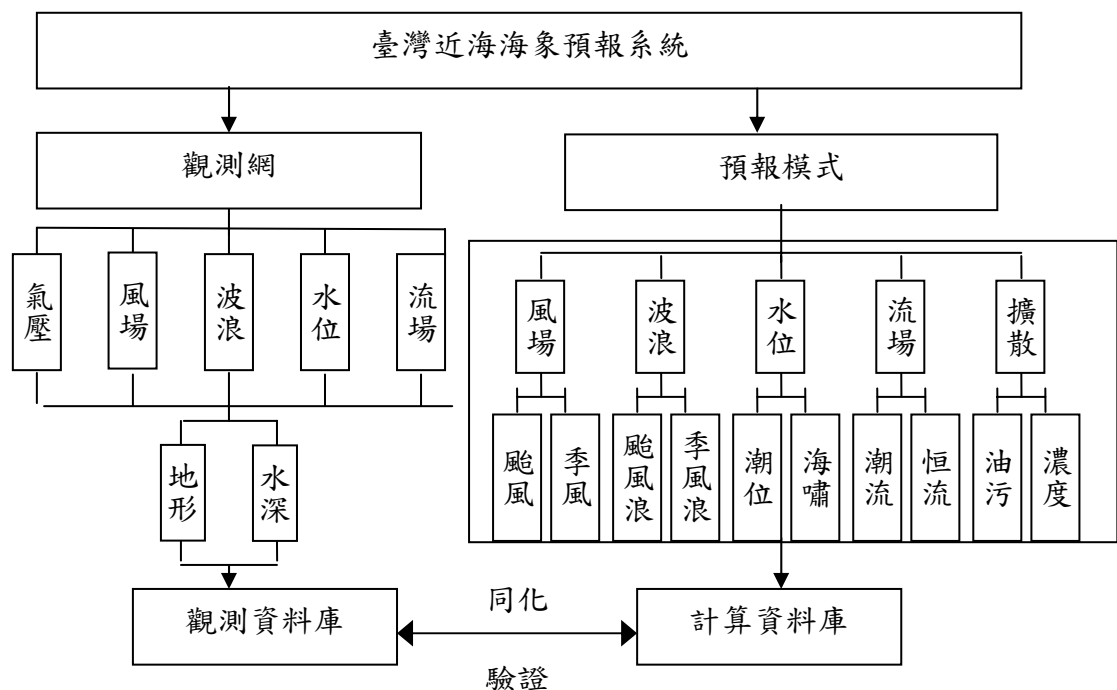 臺灣近海海象預報系統
觀測網
預報模式
氣壓
風場
波浪
水位
流場
風場
波浪
水位
流場
擴散
地形
水深
颱風
季風
颱風浪
季風浪
潮位
海嘯
潮流
恒流
油污
濃度
觀測資料庫
同化
驗證
計算資料庫